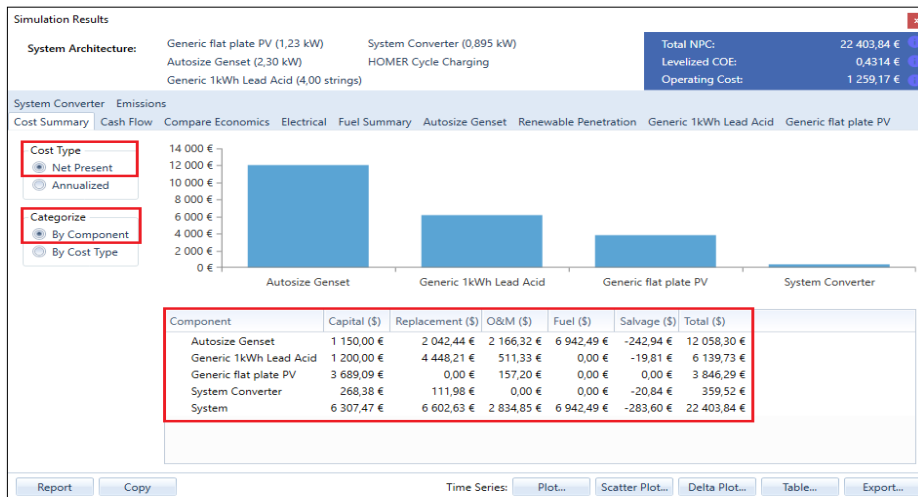 Simulation Results
System Architecture:
Generic flat plate PV (1,23 kW)
System Converter (0,895 kW)
Autosize Genset (2,30 kW)
HOMER Cycle Charging
Generic 1kWh Lead Acid (4,00 strings)
Total NPC: 22 403,84 €
Levelized COE: 0,4314 €
Operating Cost: 1 259,17 €
System Converter Emissions
Cost Summary Cash Flow Compare Economics Electrical Fuel Summary Autosize Genset Renewable Penetration Generic 1kWh Lead Acid Generic flat plate PV
Cost Type
Net Present
Annualized
Categorize
By Component
By Cost Type
14 000 €
12 000 €
10 000 €
8 000 €
6 000 €
4 000 €
2 000 €
0 €
Autosize Genset Generic 1kWh Lead Acid Generic flat plate PV System Converter
Component Capital ($) Replacement ($) O&M ($) Fuel ($) Salvage ($) Total ($)
Autosize Genset 1 150,00 € 2 042,44 € 2 166,32 € 6 942,49 € -242,94 € 12 058,30 €
Generic 1kWh Lead Acid 1 200,00 € 4 448,21 € 511,33 € 0,00 € -19,81 € 6 139,73 €
Generic flat plate PV 3 689,09 € 0,00 € 157,20 € 0,00 € 0,00 € 3 846,29 €
System Converter 268,38 € 111,98 € 0,00 € 0,00 € -20,84 € 359,52 €
System 6 307,47 € 6 602,63 € 2 834,85 € 6 942,49 € -283,60 € 22 403,84 €
Report Copy Time Series: Plot... Scatter Plot... Delta Plot... Table... Export...